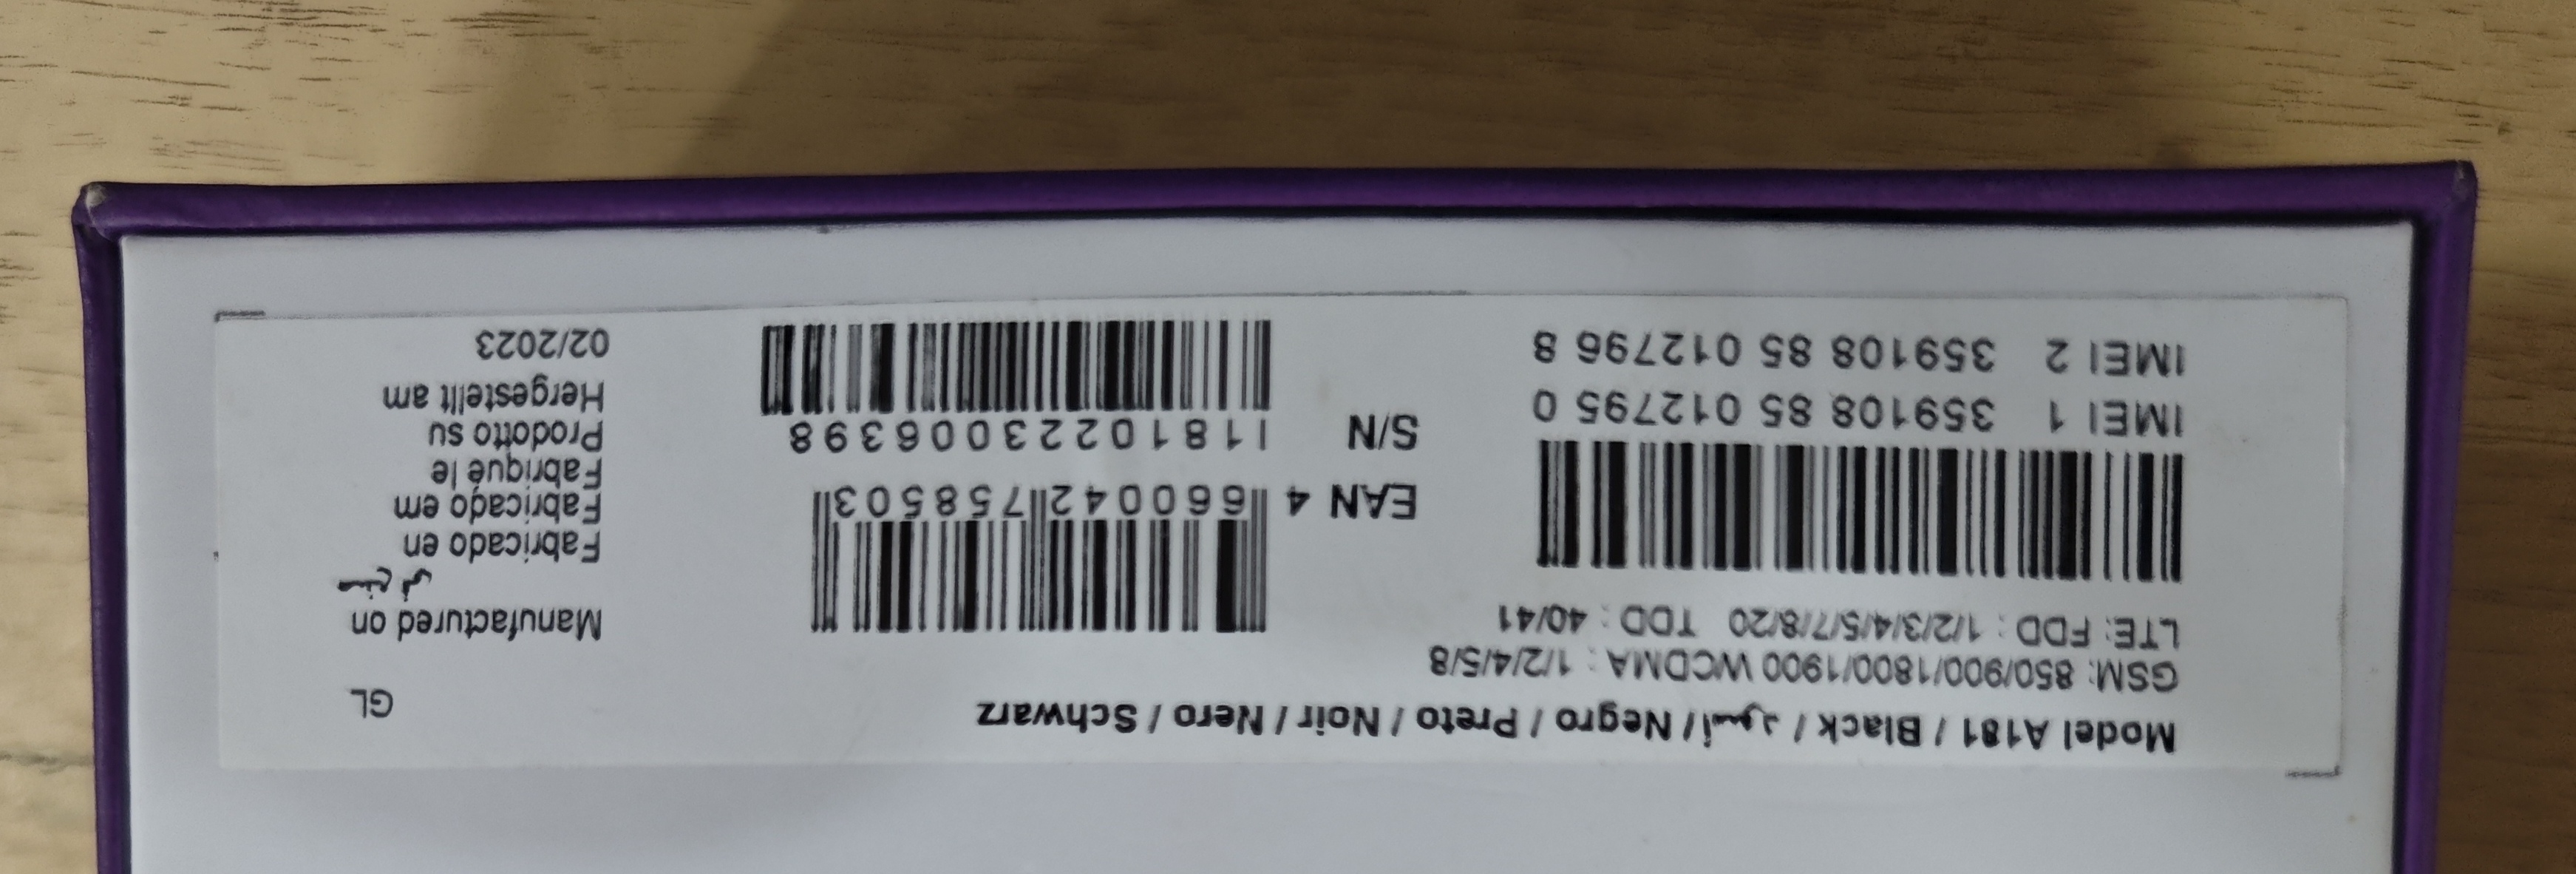 Model A181 / Black / أسود / Negro / Preto / Noir / Nero / Schwarz
GSM: 850/900/1800/1900 WCDMA : 1/2/4/5/8
LTE: FDD : 1/2/3/4/5/7/8/20 TDD : 40/41
IMEI 1 359108 85 012795 0
IMEI 2 359108 85 012796 8
EAN 4 660042 758503
S/N I1810223006398
GL
Manufactured on
صنع في
Fabricado en
Fabricado em
Fabriqué le
Prodotto su
Hergestellt am
02/2023